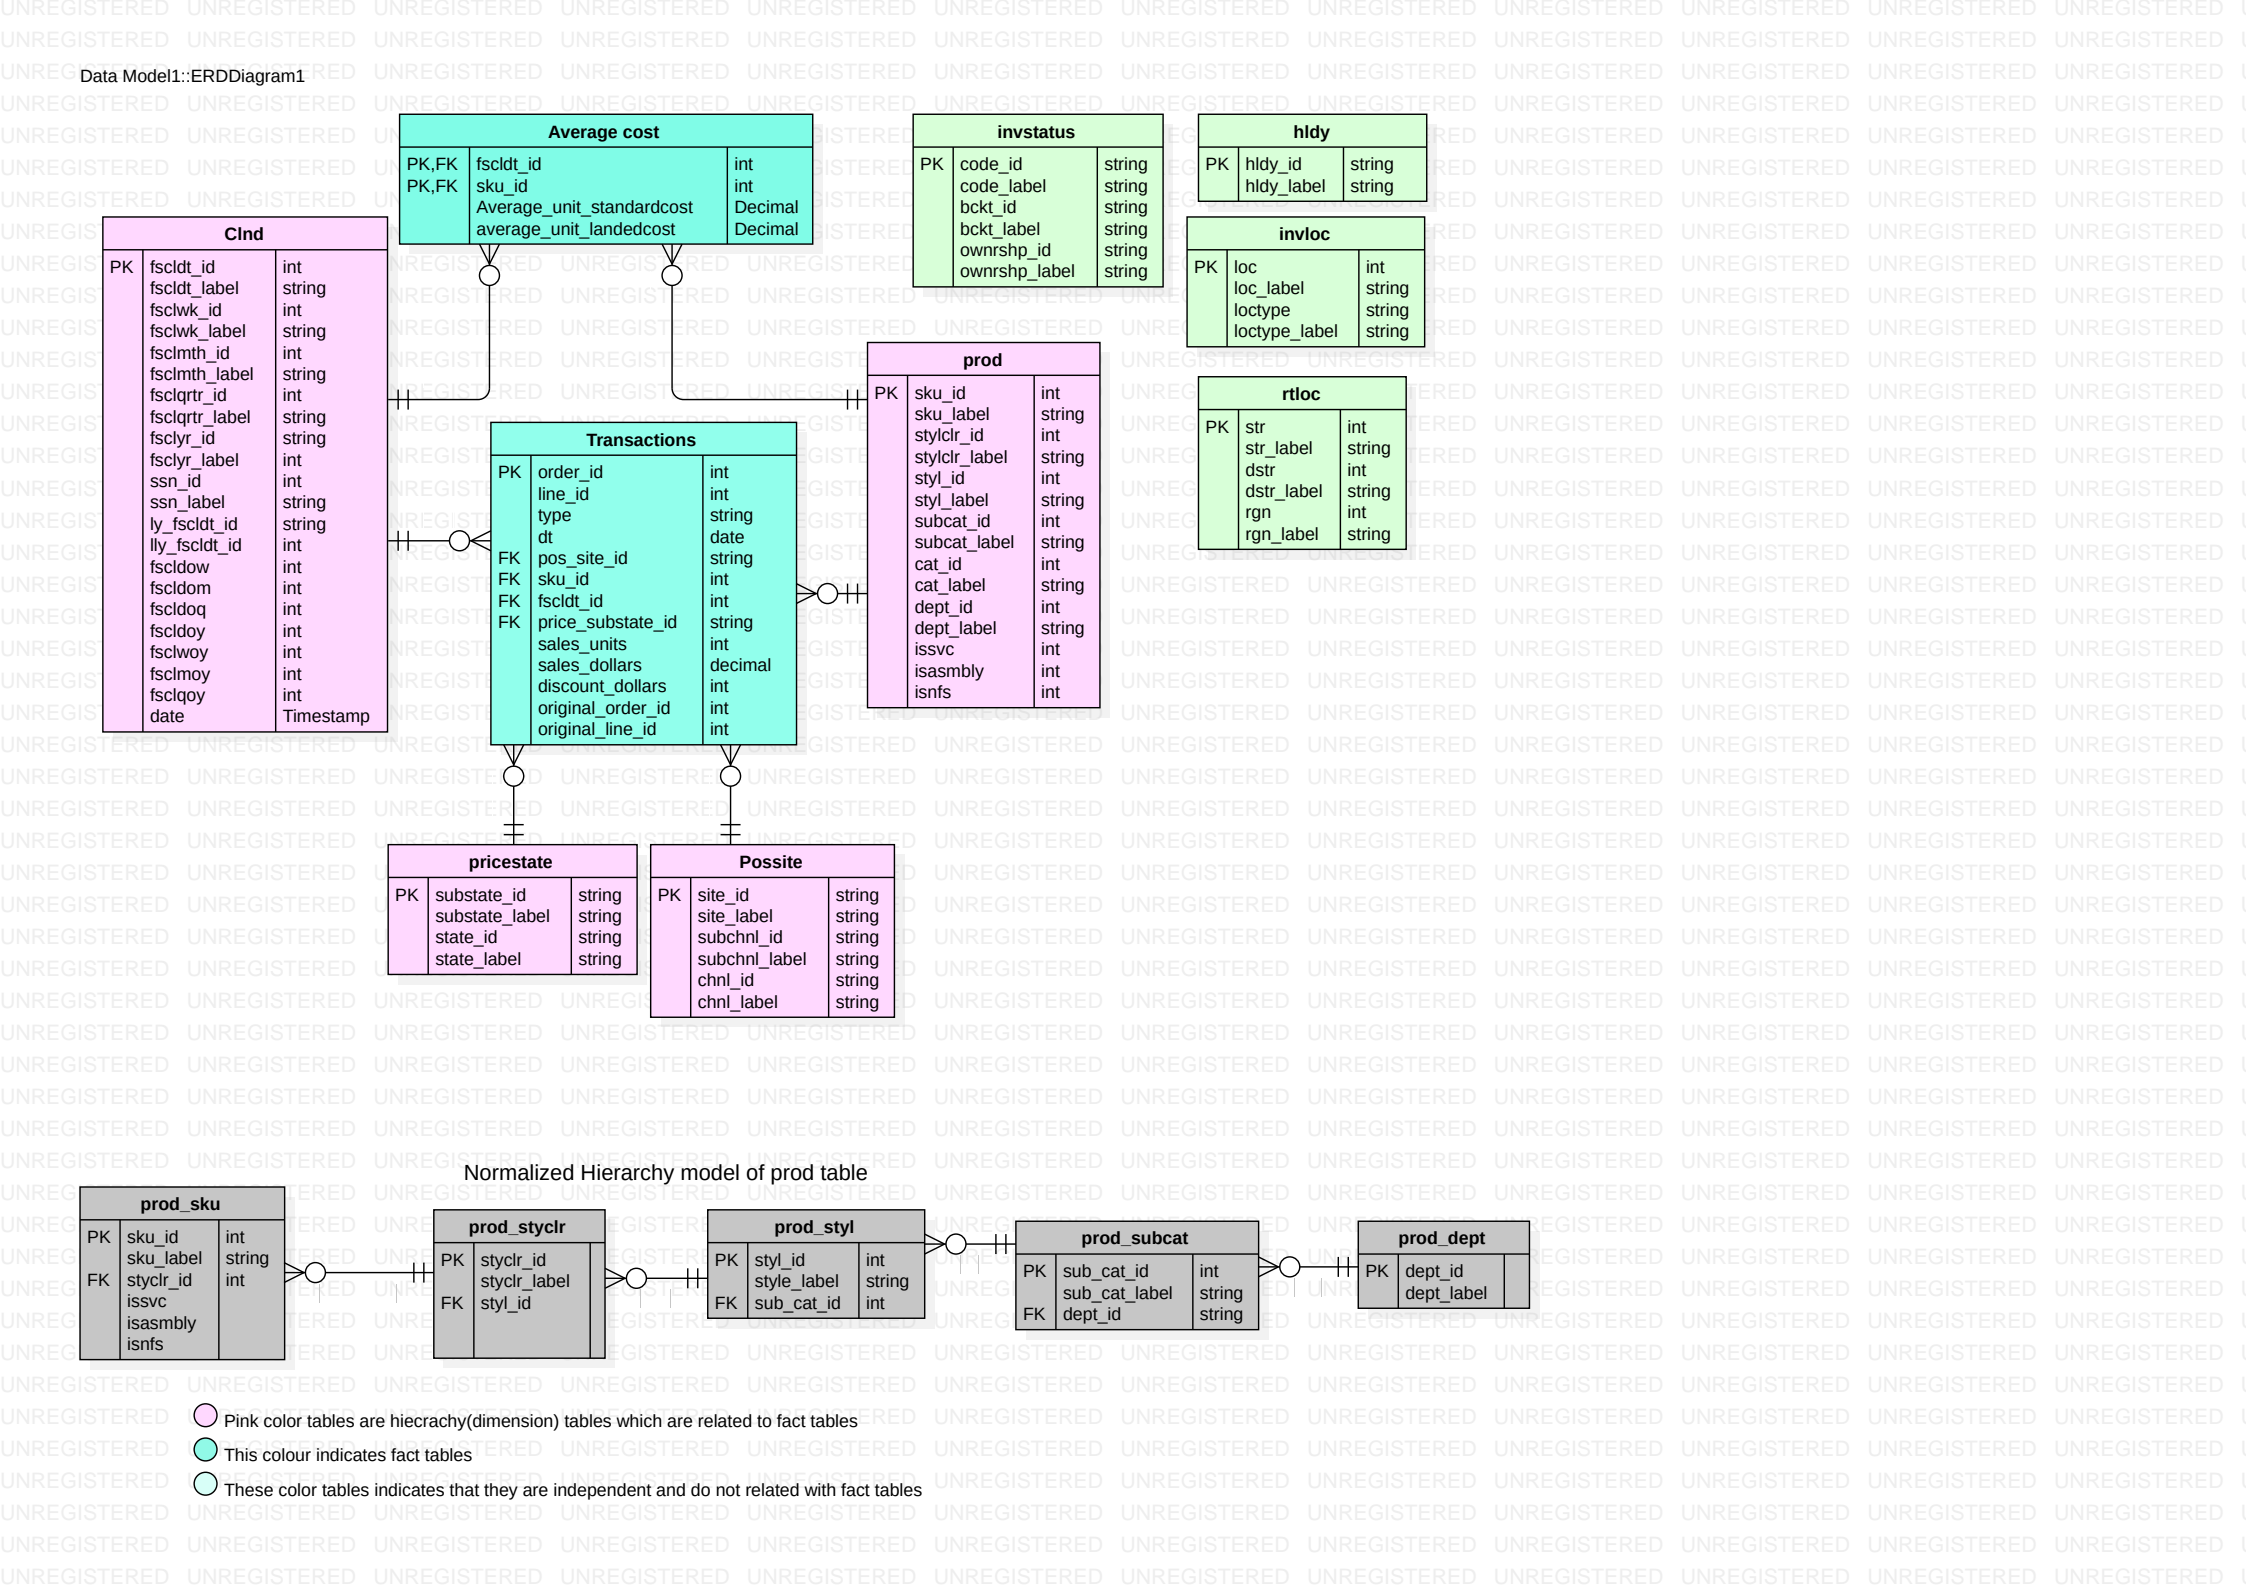 Data Model1::ERDDiagram1
Average cost
PK,FK fscldt_id int
PK,FK sku_id int
Average_unit_standardcost Decimal
average_unit_landedcost Decimal
invstatus
PK code_id string
code_label string
bckt_id string
bckt_label string
ownrshp_id string
ownrshp_label string
hldy
PK hldy_id string
hldy_label string
Clnd
PK fscldt_id int
fscldt_label string
fsclwk_id int
fsclwk_label string
fsclmth_id int
fsclmth_label string
fsclqrtr_id int
fsclqrtr_label string
fsclyr_id string
fsclyr_label int
ssn_id int
ssn_label string
ly_fscldt_id string
lly_fscldt_id int
fscldow int
fscldom int
fscldoq int
fscldoy int
fsclwoy int
fsclmoy int
fsclqoy int
date Timestamp
invloc
PK loc int
loc_label string
loctype string
loctype_label string
prod
PK sku_id int
sku_label string
stylclr_id int
stylclr_label string
styl_id int
styl_label string
subcat_id int
subcat_label string
cat_id int
cat_label string
dept_id int
dept_label string
issvc int
isasmbly int
isnfs int
rtloc
PK str int
str_label string
dstr int
dstr_label string
rgn int
rgn_label string
Transactions
PK order_id int
line_id int
type string
dt date
FK pos_site_id string
FK sku_id int
FK fscldt_id int
FK price_substate_id string
sales_units int
sales_dollars decimal
discount_dollars int
original_order_id int
original_line_id int
pricestate
PK substate_id string
substate_label string
state_id string
state_label string
Possite
PK site_id string
site_label string
subchnl_id string
subchnl_label string
chnl_id string
chnl_label string
Normalized Hierarchy model of prod table
prod_sku
PK sku_id int
sku_label string
FK styclr_id int
issvc
isasmbly
isnfs
prod_styclr
PK styclr_id
styclr_label
FK styl_id
prod_styl
PK styl_id int
style_label string
FK sub_cat_id int
prod_subcat
PK sub_cat_id int
sub_cat_label string
FK dept_id string
prod_dept
PK dept_id
dept_label
Pink color tables are hiecrachy(dimension) tables which are related to fact tables
This colour indicates fact tables
These color tables indicates that they are independent and do not related with fact tables
UNREGISTERED